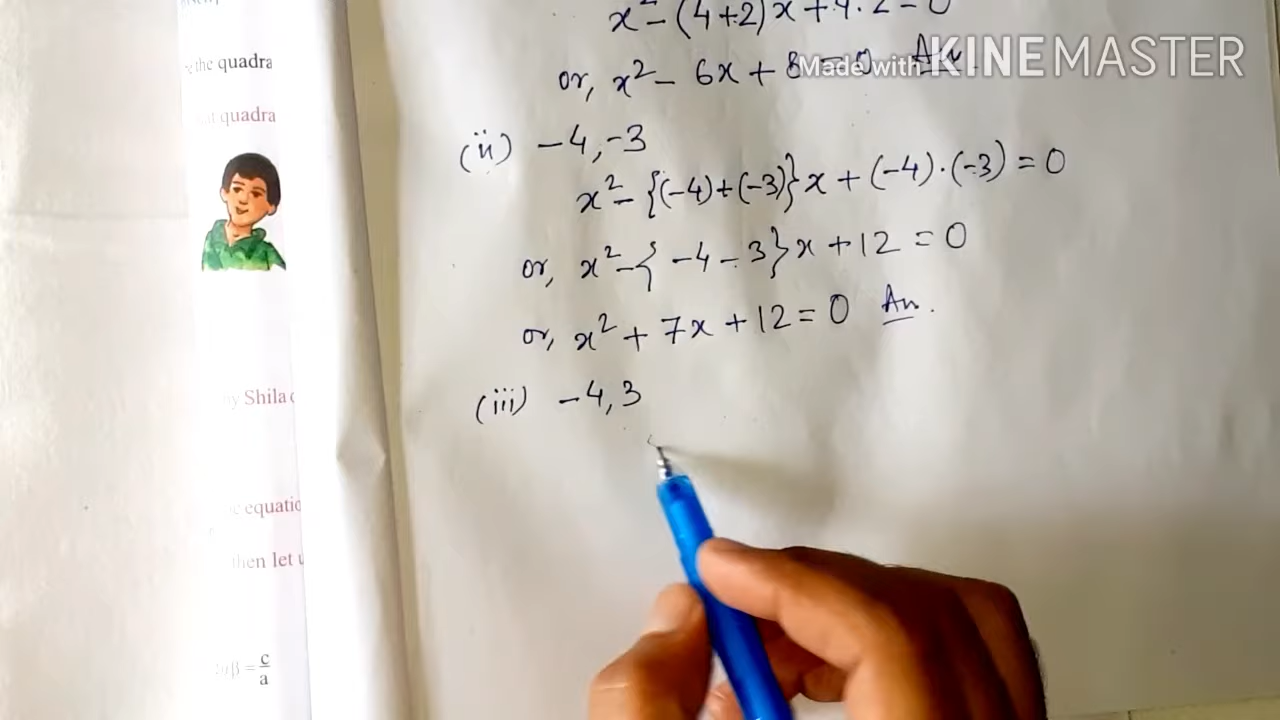 x² - (4+2)x + 4·2 = 0
or, x² - 6x + 8 = 0 An.
Made with KINEMASTER
(ii) -4, -3
x² - {(-4)+(-3)}x + (-4)·(-3) = 0
or, x² - { -4 - 3}x + 12 = 0
or, x² + 7x + 12 = 0 An.
(iii) -4, 3
the quadra
quadra
Shila
equatio
then let
β = c/a